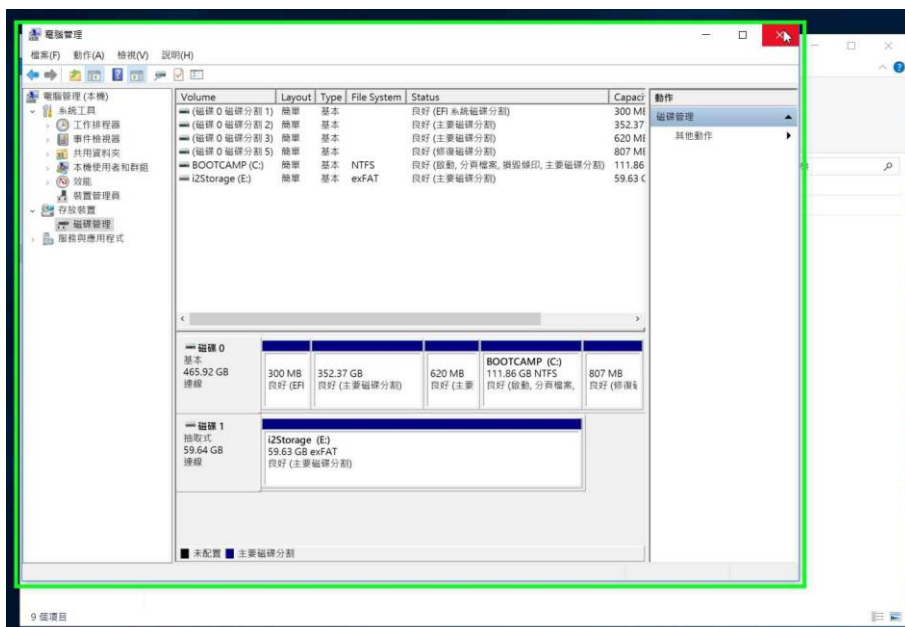 電腦管理
檔案(F) 動作(A) 檢視(V) 說明(H)
電腦管理 (本機)
系統工具
工作排程器
事件檢視器
共用資料夾
本機使用者和群組
效能
裝置管理員
存放裝置
磁碟管理
服務與應用程式
Volume Layout Type File System Status Capaci
(磁碟 0 磁碟分割 1) 簡單 基本 良好 (EFI 系統磁碟分割) 300 ME
(磁碟 0 磁碟分割 2) 簡單 基本 良好 (主要磁碟分割) 352.37
(磁碟 0 磁碟分割 3) 簡單 基本 良好 (主要磁碟分割) 620 ME
(磁碟 0 磁碟分割 5) 簡單 基本 良好 (修復磁碟分割) 807 ME
BOOTCAMP (C:) 簡單 基本 NTFS 良好 (啟動, 分頁檔案, 損毀傾印, 主要磁碟分割) 111.86
i2Storage (E:) 簡單 基本 exFAT 良好 (主要磁碟分割) 59.63 G
動作
磁碟管理
其他動作
磁碟 0
基本
465.92 GB
連線
300 MB
良好 (EFI
352.37 GB
良好 (主要磁碟分割)
620 MB
良好 (主要
BOOTCAMP (C:)
111.86 GB NTFS
良好 (啟動, 分頁檔案,
807 MB
良好 (修復
磁碟 1
抽取式
59.64 GB
連線
i2Storage (E:)
59.63 GB exFAT
良好 (主要磁碟分割)
未配置 主要磁碟分割
9 個項目